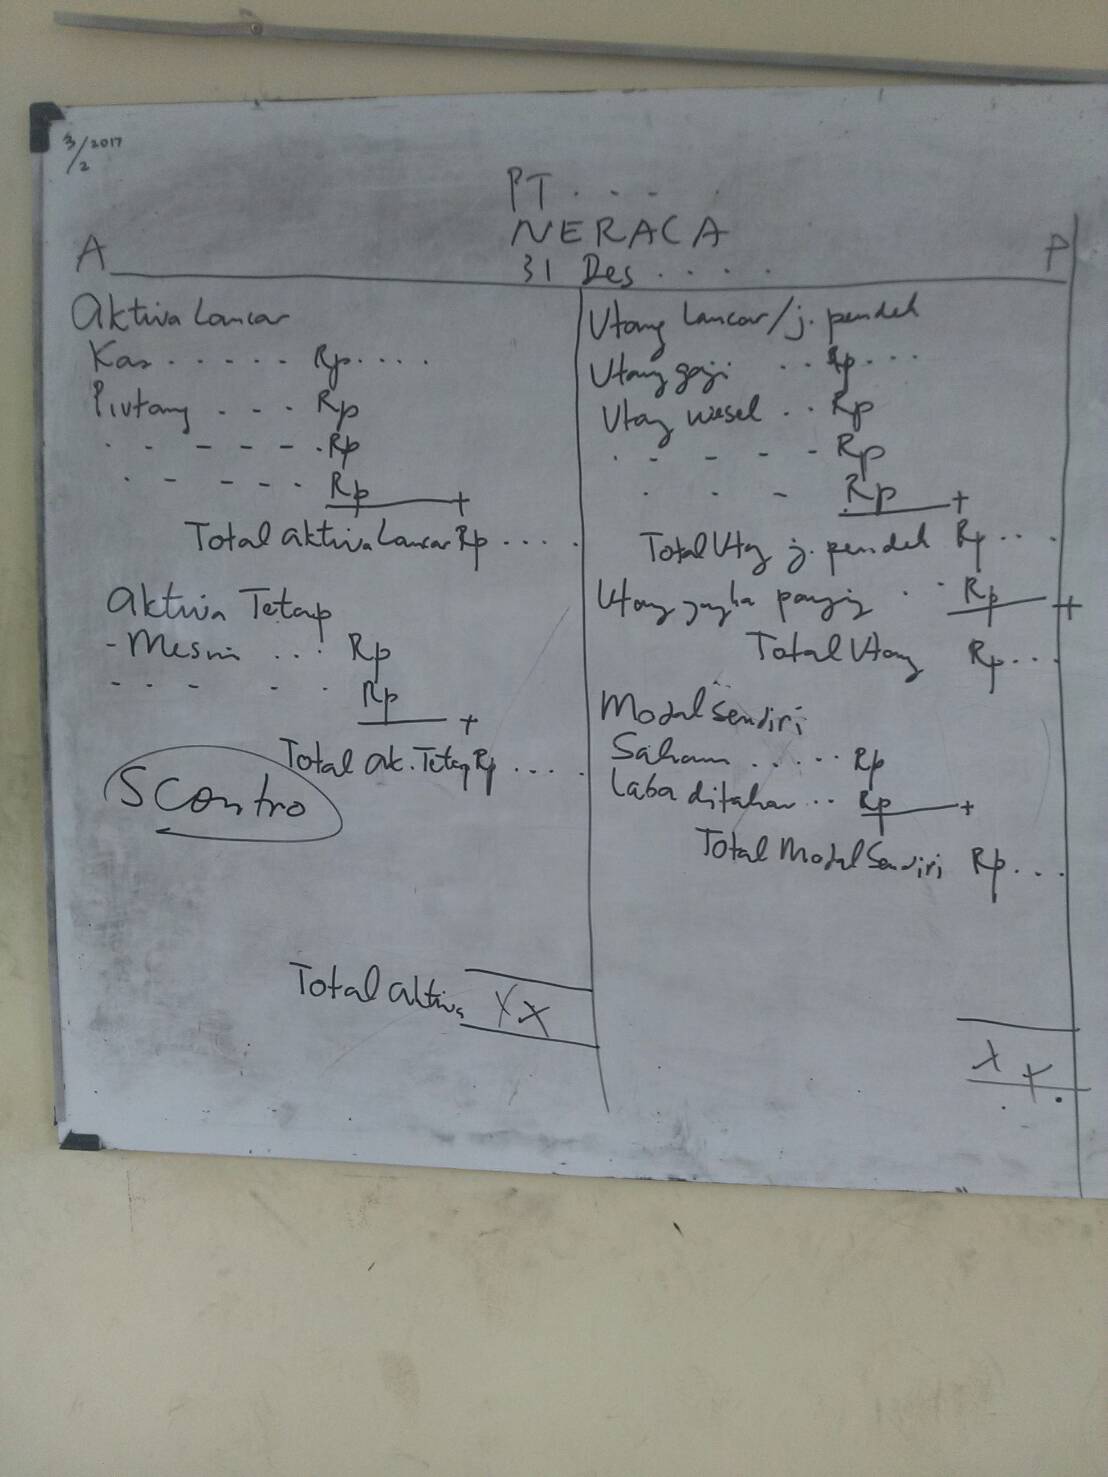 3/2 2017
PT . . . .
NERACA
31 Des . . . .
A
P
Aktiva Lancar
Kas . . . . . Rp. . . . .
Piutang . . . Rp
. . - - - . Rp
. . - - - - Rp +
Total aktiva Lancar Rp . . . . .
Aktiva Tetap
- Mesin . . . Rp
- - - - . . Rp +
Total ak. Tetap Rp . . . . .
Scontro
Total aktiva XX
Utang Lancar/j. pendek
Utang gaji . . . Rp . . .
Utang wesel . . Rp
. - - - - Rp
. . - Rp +
Total Utg j. pendek Rp . . . .
Utang jangka panjang . . Rp +
Total Utang Rp . . . .
Modal Sendiri
Saham . . . . . Rp
Laba ditahan . . . Rp +
Total Modal Sendiri Rp . . . .
XX